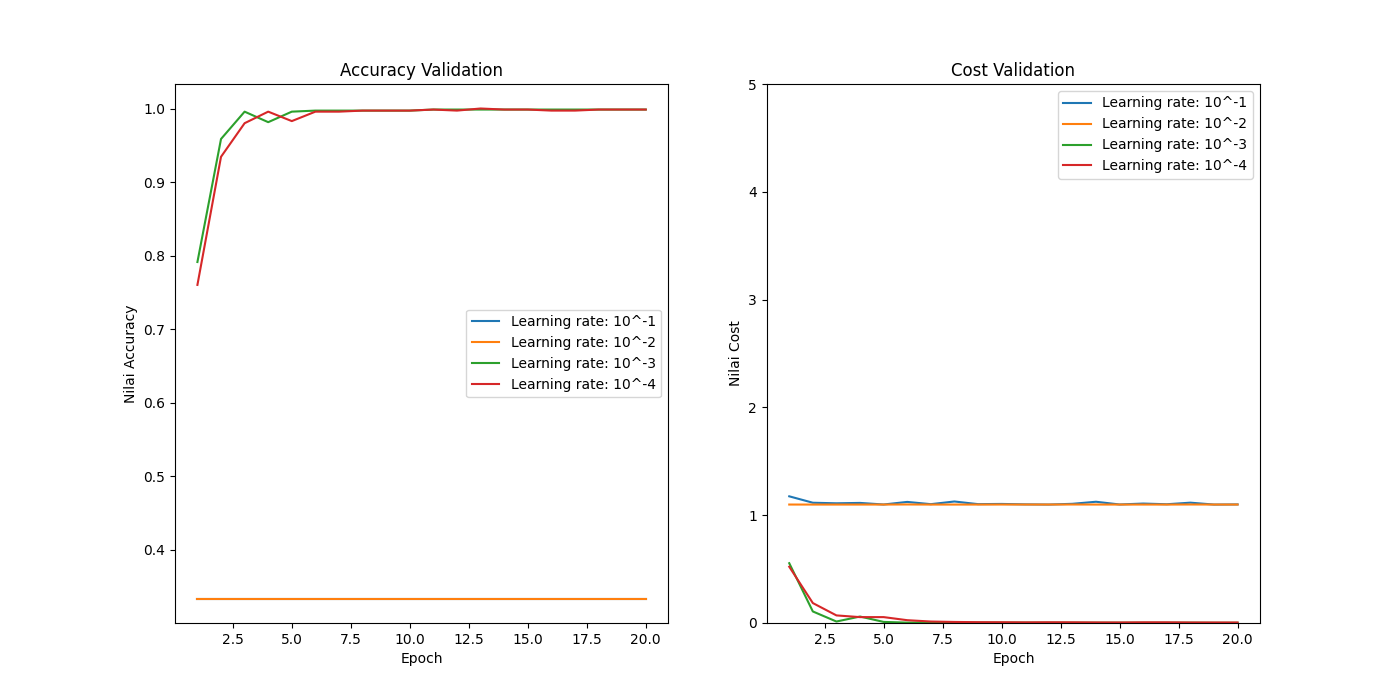 Accuracy Validation
Nilai Accuracy
1.0
0.9
0.8
0.7
0.6
0.5
0.4
Learning rate: 10^-1
Learning rate: 10^-2
Learning rate: 10^-3
Learning rate: 10^-4
2.5 5.0 7.5 10.0 12.5 15.0 17.5 20.0
Epoch
Cost Validation
Nilai Cost
5
4
3
2
1
0
Learning rate: 10^-1
Learning rate: 10^-2
Learning rate: 10^-3
Learning rate: 10^-4
2.5 5.0 7.5 10.0 12.5 15.0 17.5 20.0
Epoch